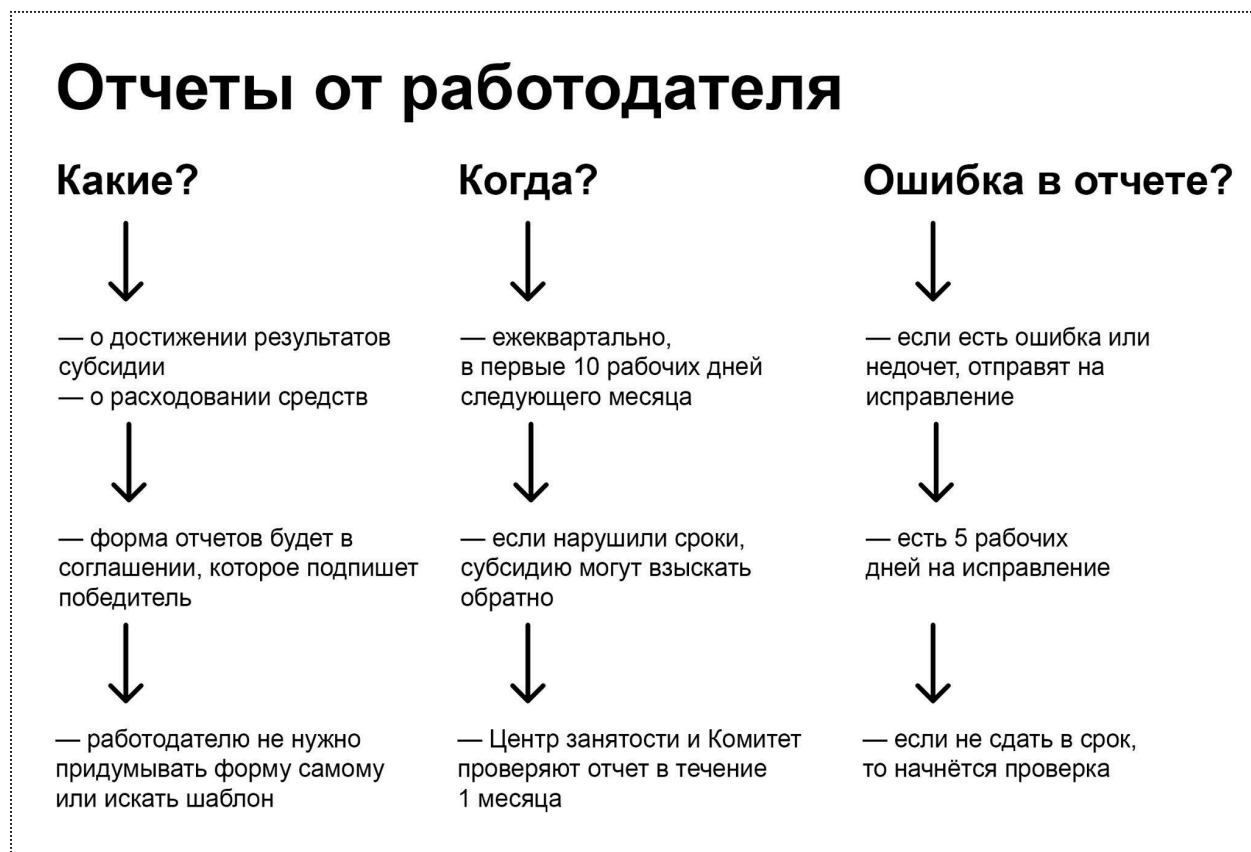 Отчеты от работодателя
Какие?
— о достижении результатов
субсидии
— о расходовании средств
— форма отчетов будет в
соглашении, которое подпишет
победитель
— работодателю не нужно
придумывать форму самому
или искать шаблон
Когда?
— ежеквартально,
в первые 10 рабочих дней
следующего месяца
— если нарушили сроки,
субсидию могут взыскать
обратно
— Центр занятости и Комитет
проверяют отчет в течение
1 месяца
Ошибка в отчете?
— если есть ошибка или
недочет, отправят на
исправление
— есть 5 рабочих
дней на исправление
— если не сдать в срок,
то начнётся проверка